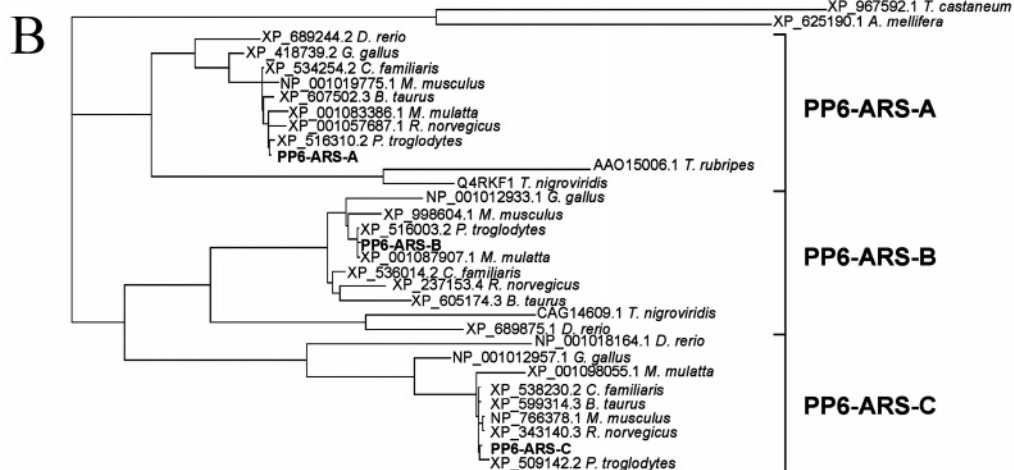 B
XP_967592.1 T. castaneum
XP_625190.1 A. mellifera
XP_689244.2 D. rerio
XP_418739.2 G. gallus
XP_534254.2 C. familiaris
NP_001019775.1 M. musculus
XP_607502.3 B. taurus
XP_001083386.1 M. mulatta
XP_001057687.1 R. norvegicus
XP_516310.2 P. troglodytes
PP6-ARS-A
AAO15006.1 T. rubripes
Q4RKF1 T. nigroviridis
PP6-ARS-A
NP_001012933.1 G. gallus
XP_998604.1 M. musculus
XP_516003.2 P. troglodytes
PP6-ARS-B
XP_001087907.1 M. mulatta
XP_536014.2 C. familiaris
XP_237153.4 R. norvegicus
XP_605174.3 B. taurus
CAG14609.1 T. nigroviridis
XP_689875.1 D. rerio
PP6-ARS-B
NP_001018164.1 D. rerio
NP_001012957.1 G. gallus
XP_001098055.1 M. mulatta
XP_538230.2 C. familiaris
XP_599314.3 B. taurus
NP_766378.1 M. musculus
XP_343140.3 R. norvegicus
PP6-ARS-C
XP_509142.2 P. troglodytes
PP6-ARS-C